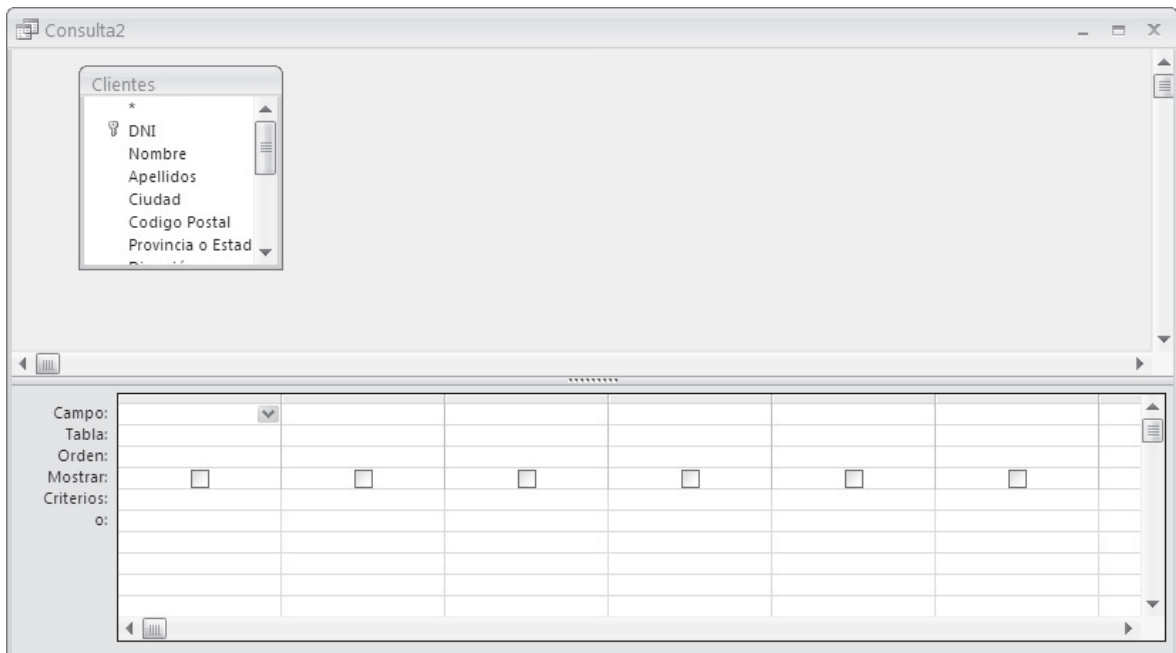 Consulta2
Clientes
*
DNI
Nombre
Apellidos
Ciudad
Codigo Postal
Provincia o Estad
Campo:
Tabla:
Orden:
Mostrar:
Criterios:
o: